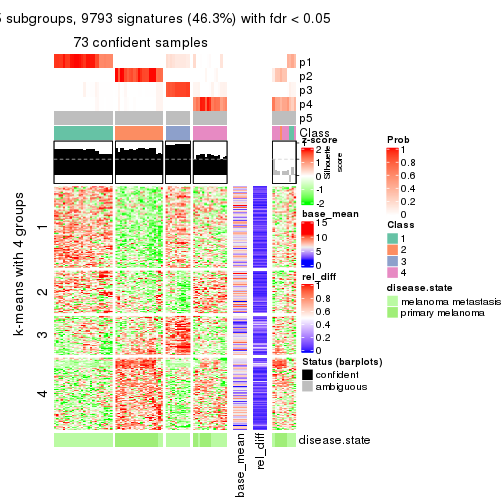 5 subgroups, 9793 signatures (46.3%) with fdr < 0.05
73 confident samples
p1
p2
p3
p4
p5
Class
Silhouette
score
1
2
3
4
k-means with 4 groups
base_mean
rel_diff
disease.state
z-score
2
1
0
-1
-2
base_mean
15
10
5
0
rel_diff
1
0.8
0.6
0.4
0.2
0
Status (barplots)
confident
ambiguous
Prob
1
0.8
0.6
0.4
0.2
0
Class
1
2
3
4
disease.state
melanoma metastasis
primary melanoma